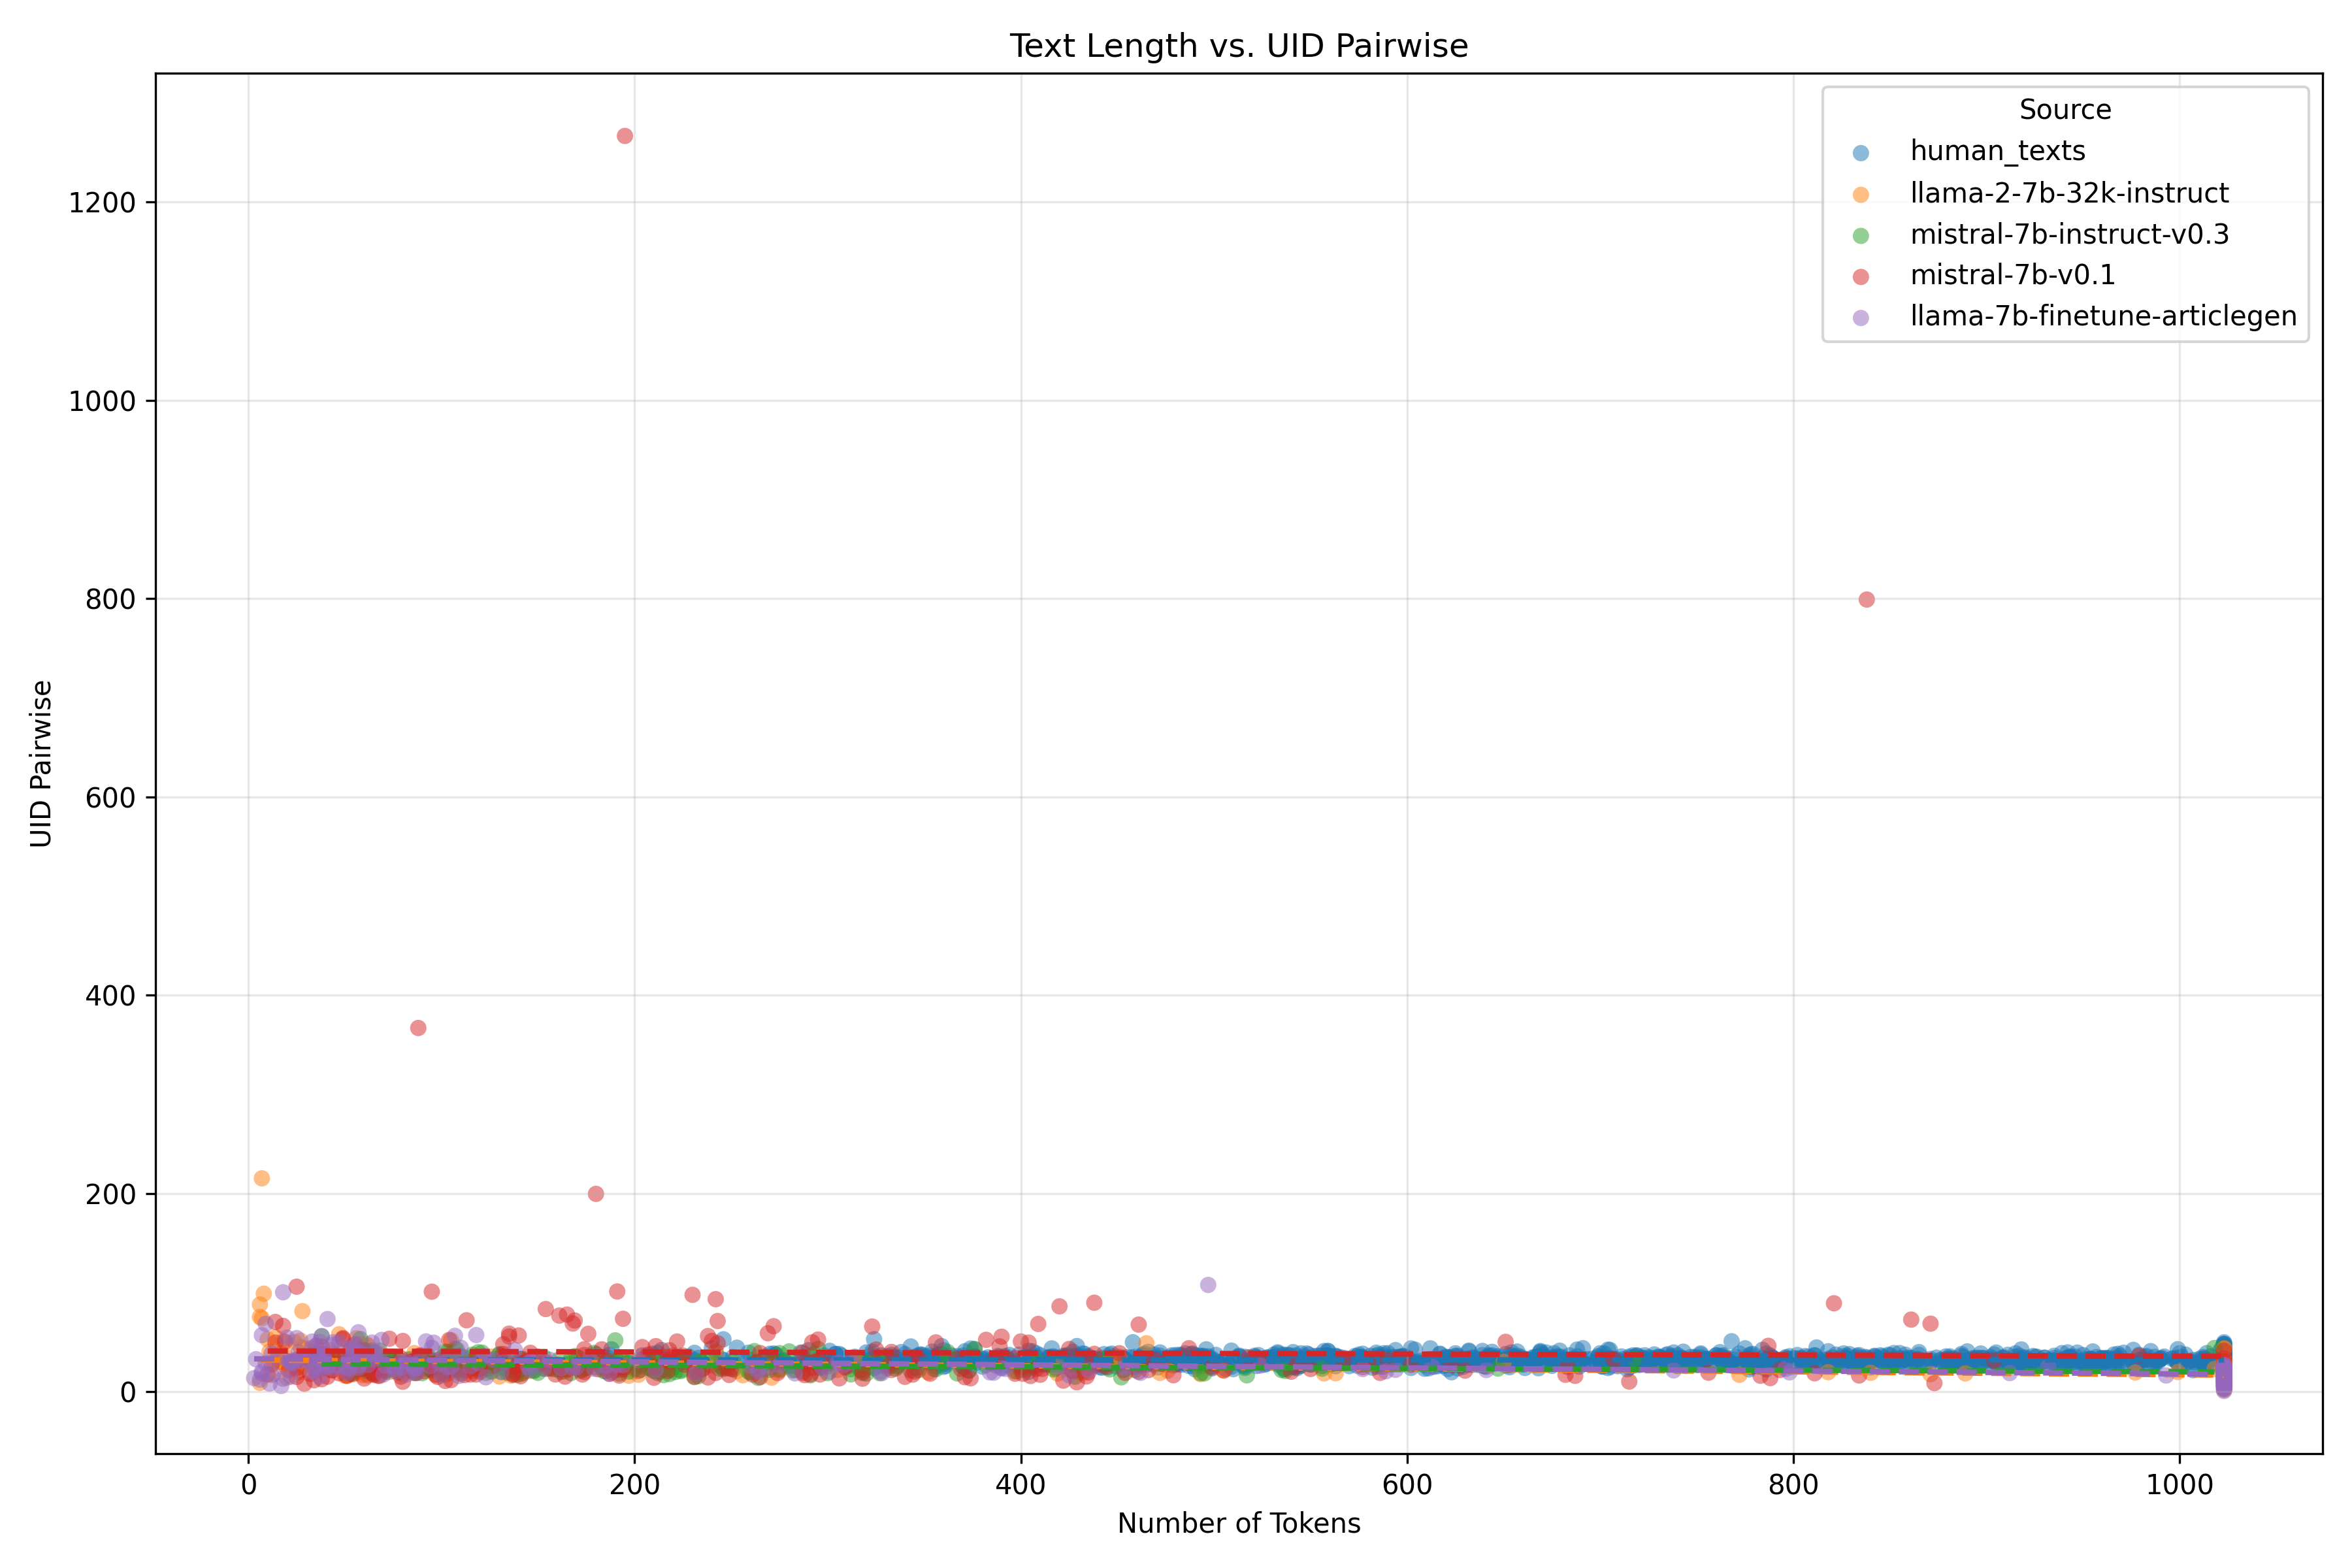 Text Length vs. UID Pairwise
Source
human_texts
llama-2-7b-32k-instruct
mistral-7b-instruct-v0.3
mistral-7b-v0.1
llama-7b-finetune-articlegen
UID Pairwise
1200
1000
800
600
400
200
0
0 200 400 600 800 1000
Number of Tokens